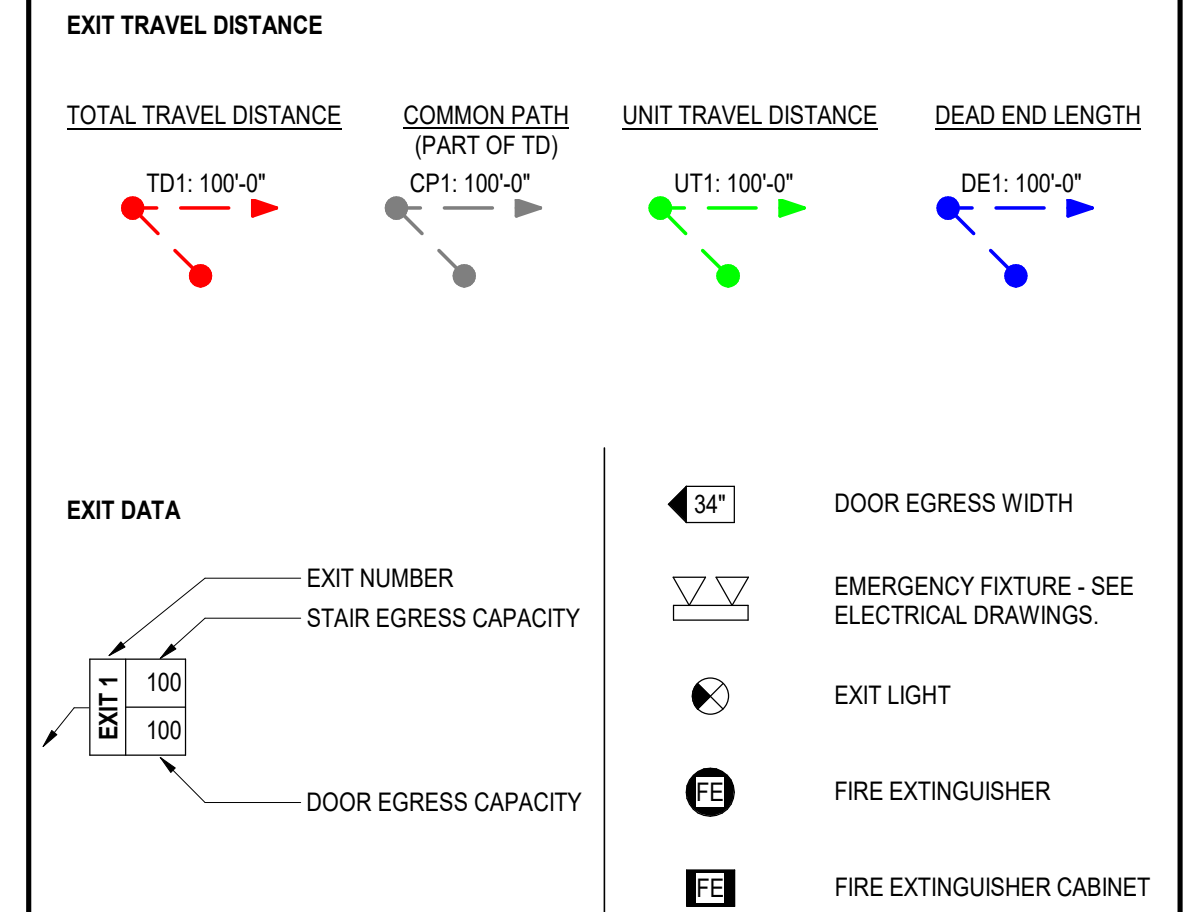 EXIT TRAVEL DISTANCE
TOTAL TRAVEL DISTANCE
COMMON PATH
(PART OF TD)
UNIT TRAVEL DISTANCE
DEAD END LENGTH
TD1: 100'-0"
CP1: 100'-0"
UT1: 100'-0"
DE1: 100'-0"
EXIT DATA
EXIT NUMBER
STAIR EGRESS CAPACITY
EXIT 1
100
100
DOOR EGRESS CAPACITY
34"
DOOR EGRESS WIDTH
EMERGENCY FIXTURE - SEE
ELECTRICAL DRAWINGS.
EXIT LIGHT
FE
FIRE EXTINGUISHER
FE
FIRE EXTINGUISHER CABINET